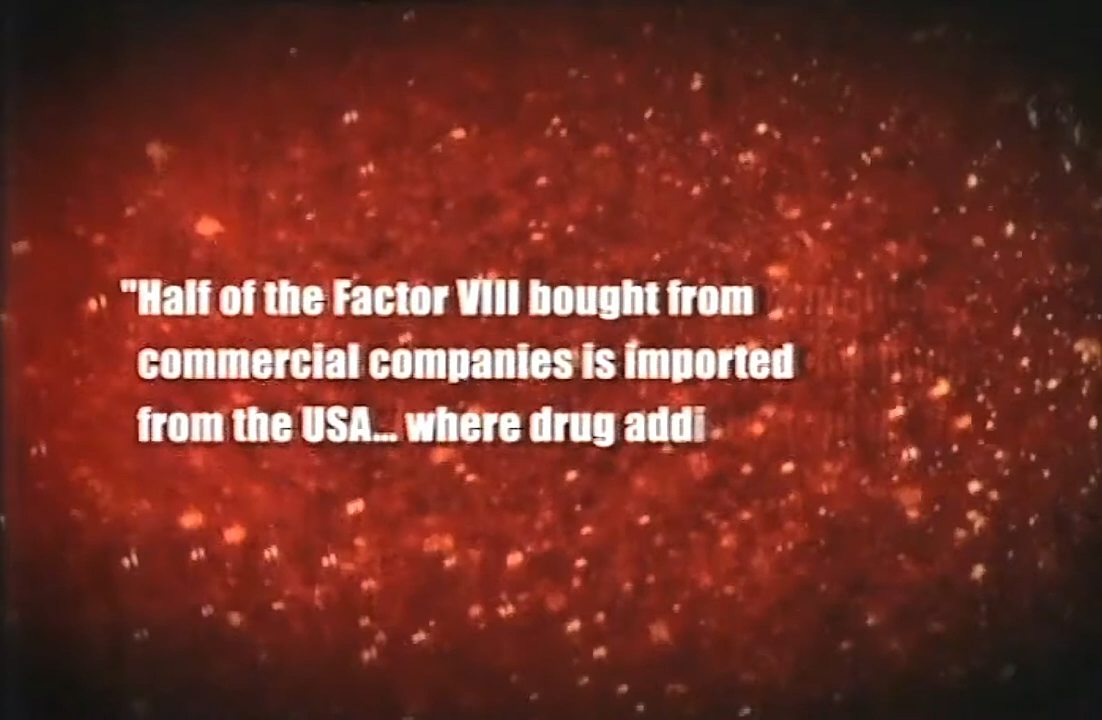 "Half of the Factor VIII bought from
commercial companies is imported
from the USA... where drug addi